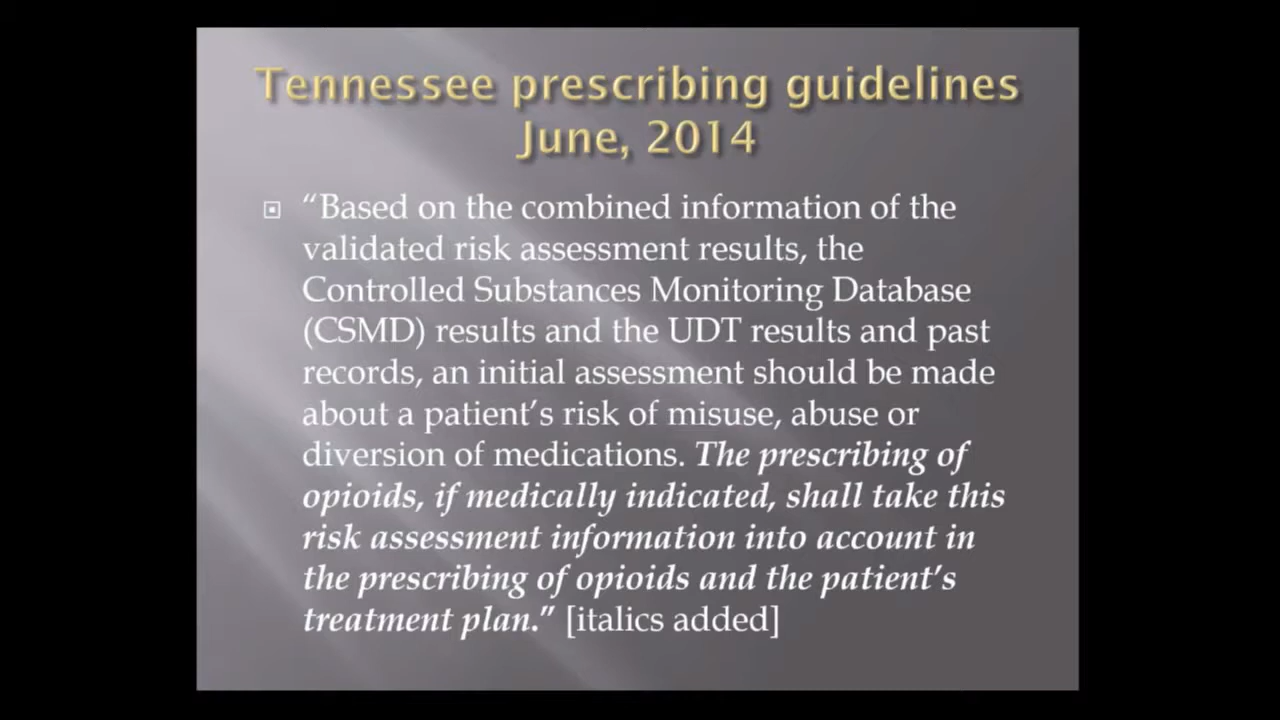 Tennessee prescribing guidelines
June, 2014
“Based on the combined information of the
validated risk assessment results, the
Controlled Substances Monitoring Database
(CSMD) results and the UDT results and past
records, an initial assessment should be made
about a patient’s risk of misuse, abuse or
diversion of medications. The prescribing of
opioids, if medically indicated, shall take this
risk assessment information into account in
the prescribing of opioids and the patient’s
treatment plan.” [italics added]